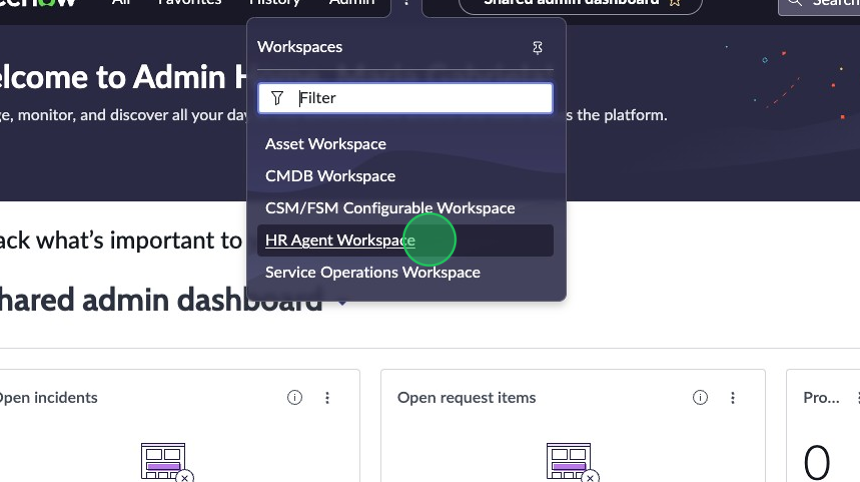 All Favorites History Admin
Shared admin dashboard
Search
Workspaces
elcome to Admin H
Filter
e, monitor, and discover all your day
s the platform.
Asset Workspace
CMDB Workspace
CSM/FSM Configurable Workspace
ack what's important to
HR Agent Workspace
Service Operations Workspace
hared admin dashboard
Open incidents
Open request items
Pro...
0